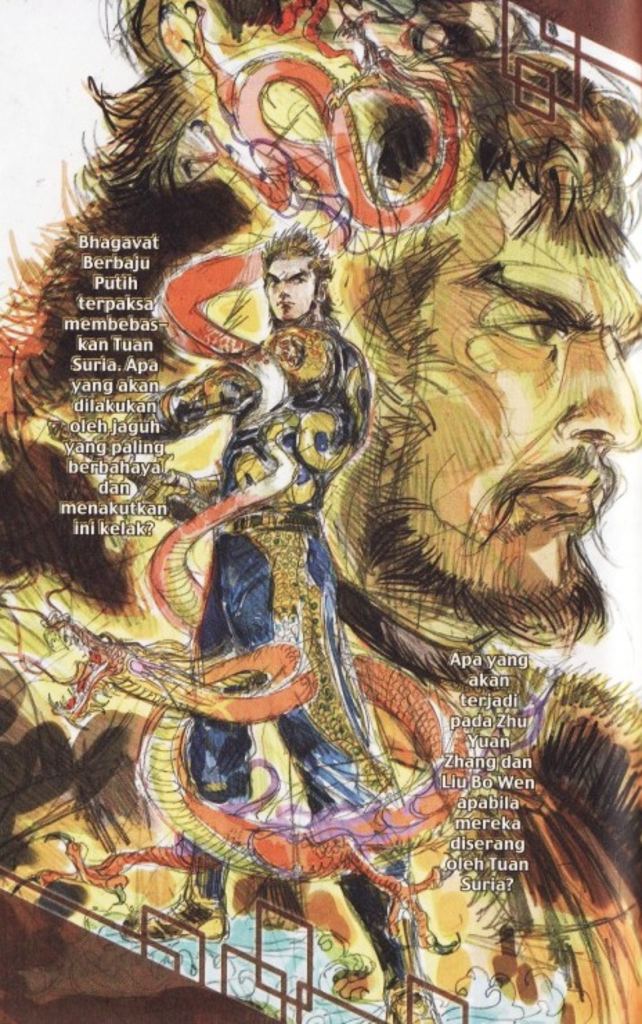 Bhagavat
Berbaju
Putih
terpaksa
membebas-
kan Tuan
Suria. Apa
yang akan
dilakukan
oleh jaguh
yang paling
berbahaya
dan
menakutkan
ini kelak?
Apa yang
akan
terjadi
pada Zhu
Yuan
Zhang dan
Liu Bo Wen
apabila
mereka
diserang
oleh Tuan
Suria?